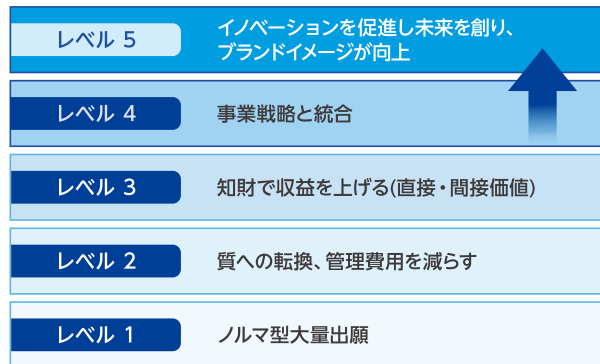 レベル 5
イノベーションを促進し未来を創り、
ブランドイメージが向上
レベル 4
事業戦略と統合
レベル 3
知財で収益を上げる(直接・間接価値)
レベル 2
質への転換、管理費用を減らす
レベル 1
ノルマ型大量出願